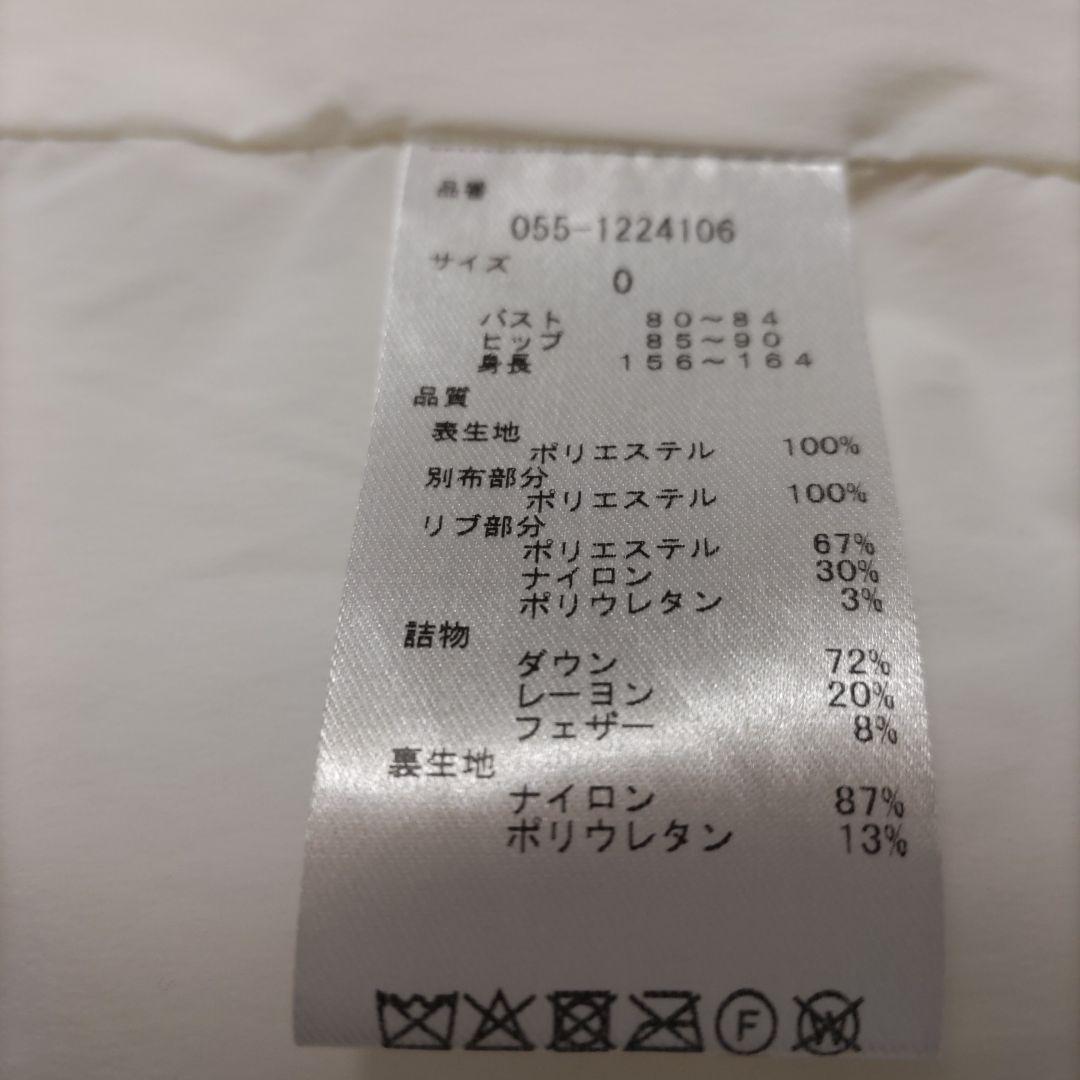 品番
055-1224106
サイズ
0
バスト 80～84
ヒップ 85～90
身長 156～164
品質
表生地
ポリエステル 100%
別布部分
ポリエステル 100%
リブ部分
ポリエステル 67%
ナイロン 30%
ポリウレタン 3%
詰物
ダウン 72%
レーヨン 20%
フェザー 8%
裏生地
ナイロン 87%
ポリウレタン 13%
F W